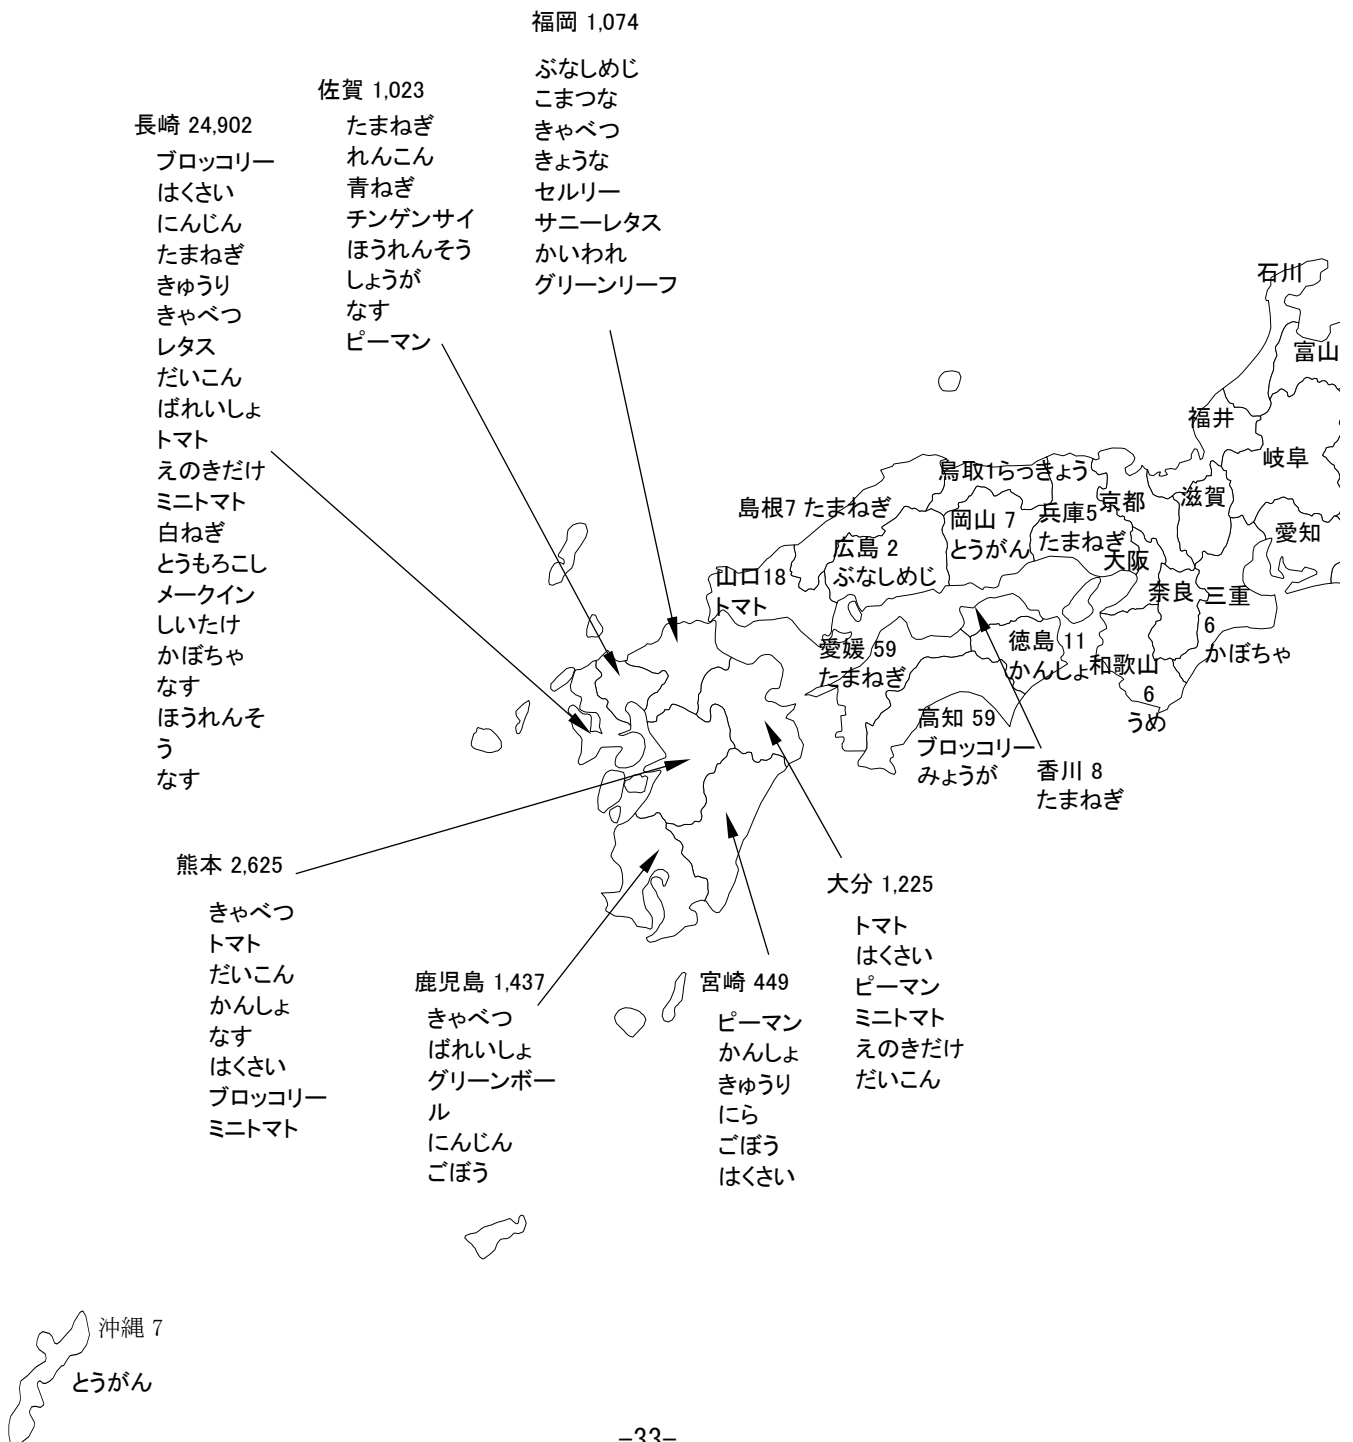 福岡 1,074
ぶなしめじ
こまつな
きゃべつ
きょうな
セルリー
サニーレタス
かいわれ
グリーンリーフ
佐賀 1,023
たまねぎ
れんこん
青ねぎ
チンゲンサイ
ほうれんそう
しょうが
なす
ピーマン
長崎 24,902
ブロッコリー
はくさい
にんじん
たまねぎ
きゅうり
きゃべつ
レタス
だいこん
ばれいしょ
トマト
えのきだけ
ミニトマト
白ねぎ
とうもろこし
メークイン
しいたけ
かぼちゃ
なす
ほうれんそ
う
なす
石川
富山
福井
岐阜
鳥取1らっきょう
京都
滋賀
島根7 たまねぎ
岡山 7
とうがん
兵庫5
たまねぎ
愛知
広島 2
ぶなしめじ
大阪
山口18
トマト
奈良
三重
6
かぼちゃ
愛媛 59
たまねぎ
徳島 11
かんしょ
和歌山
6
うめ
高知 59
ブロッコリー
みょうが
香川 8
たまねぎ
熊本 2,625
きゃべつ
トマト
だいこん
かんしょ
なす
はくさい
ブロッコリー
ミニトマト
鹿児島 1,437
きゃべつ
ばれいしょ
グリーンボー
ル
にんじん
ごぼう
宮崎 449
ピーマン
かんしょ
きゅうり
にら
ごぼう
はくさい
大分 1,225
トマト
はくさい
ピーマン
ミニトマト
えのきだけ
だいこん
沖縄 7
とうがん
-33-